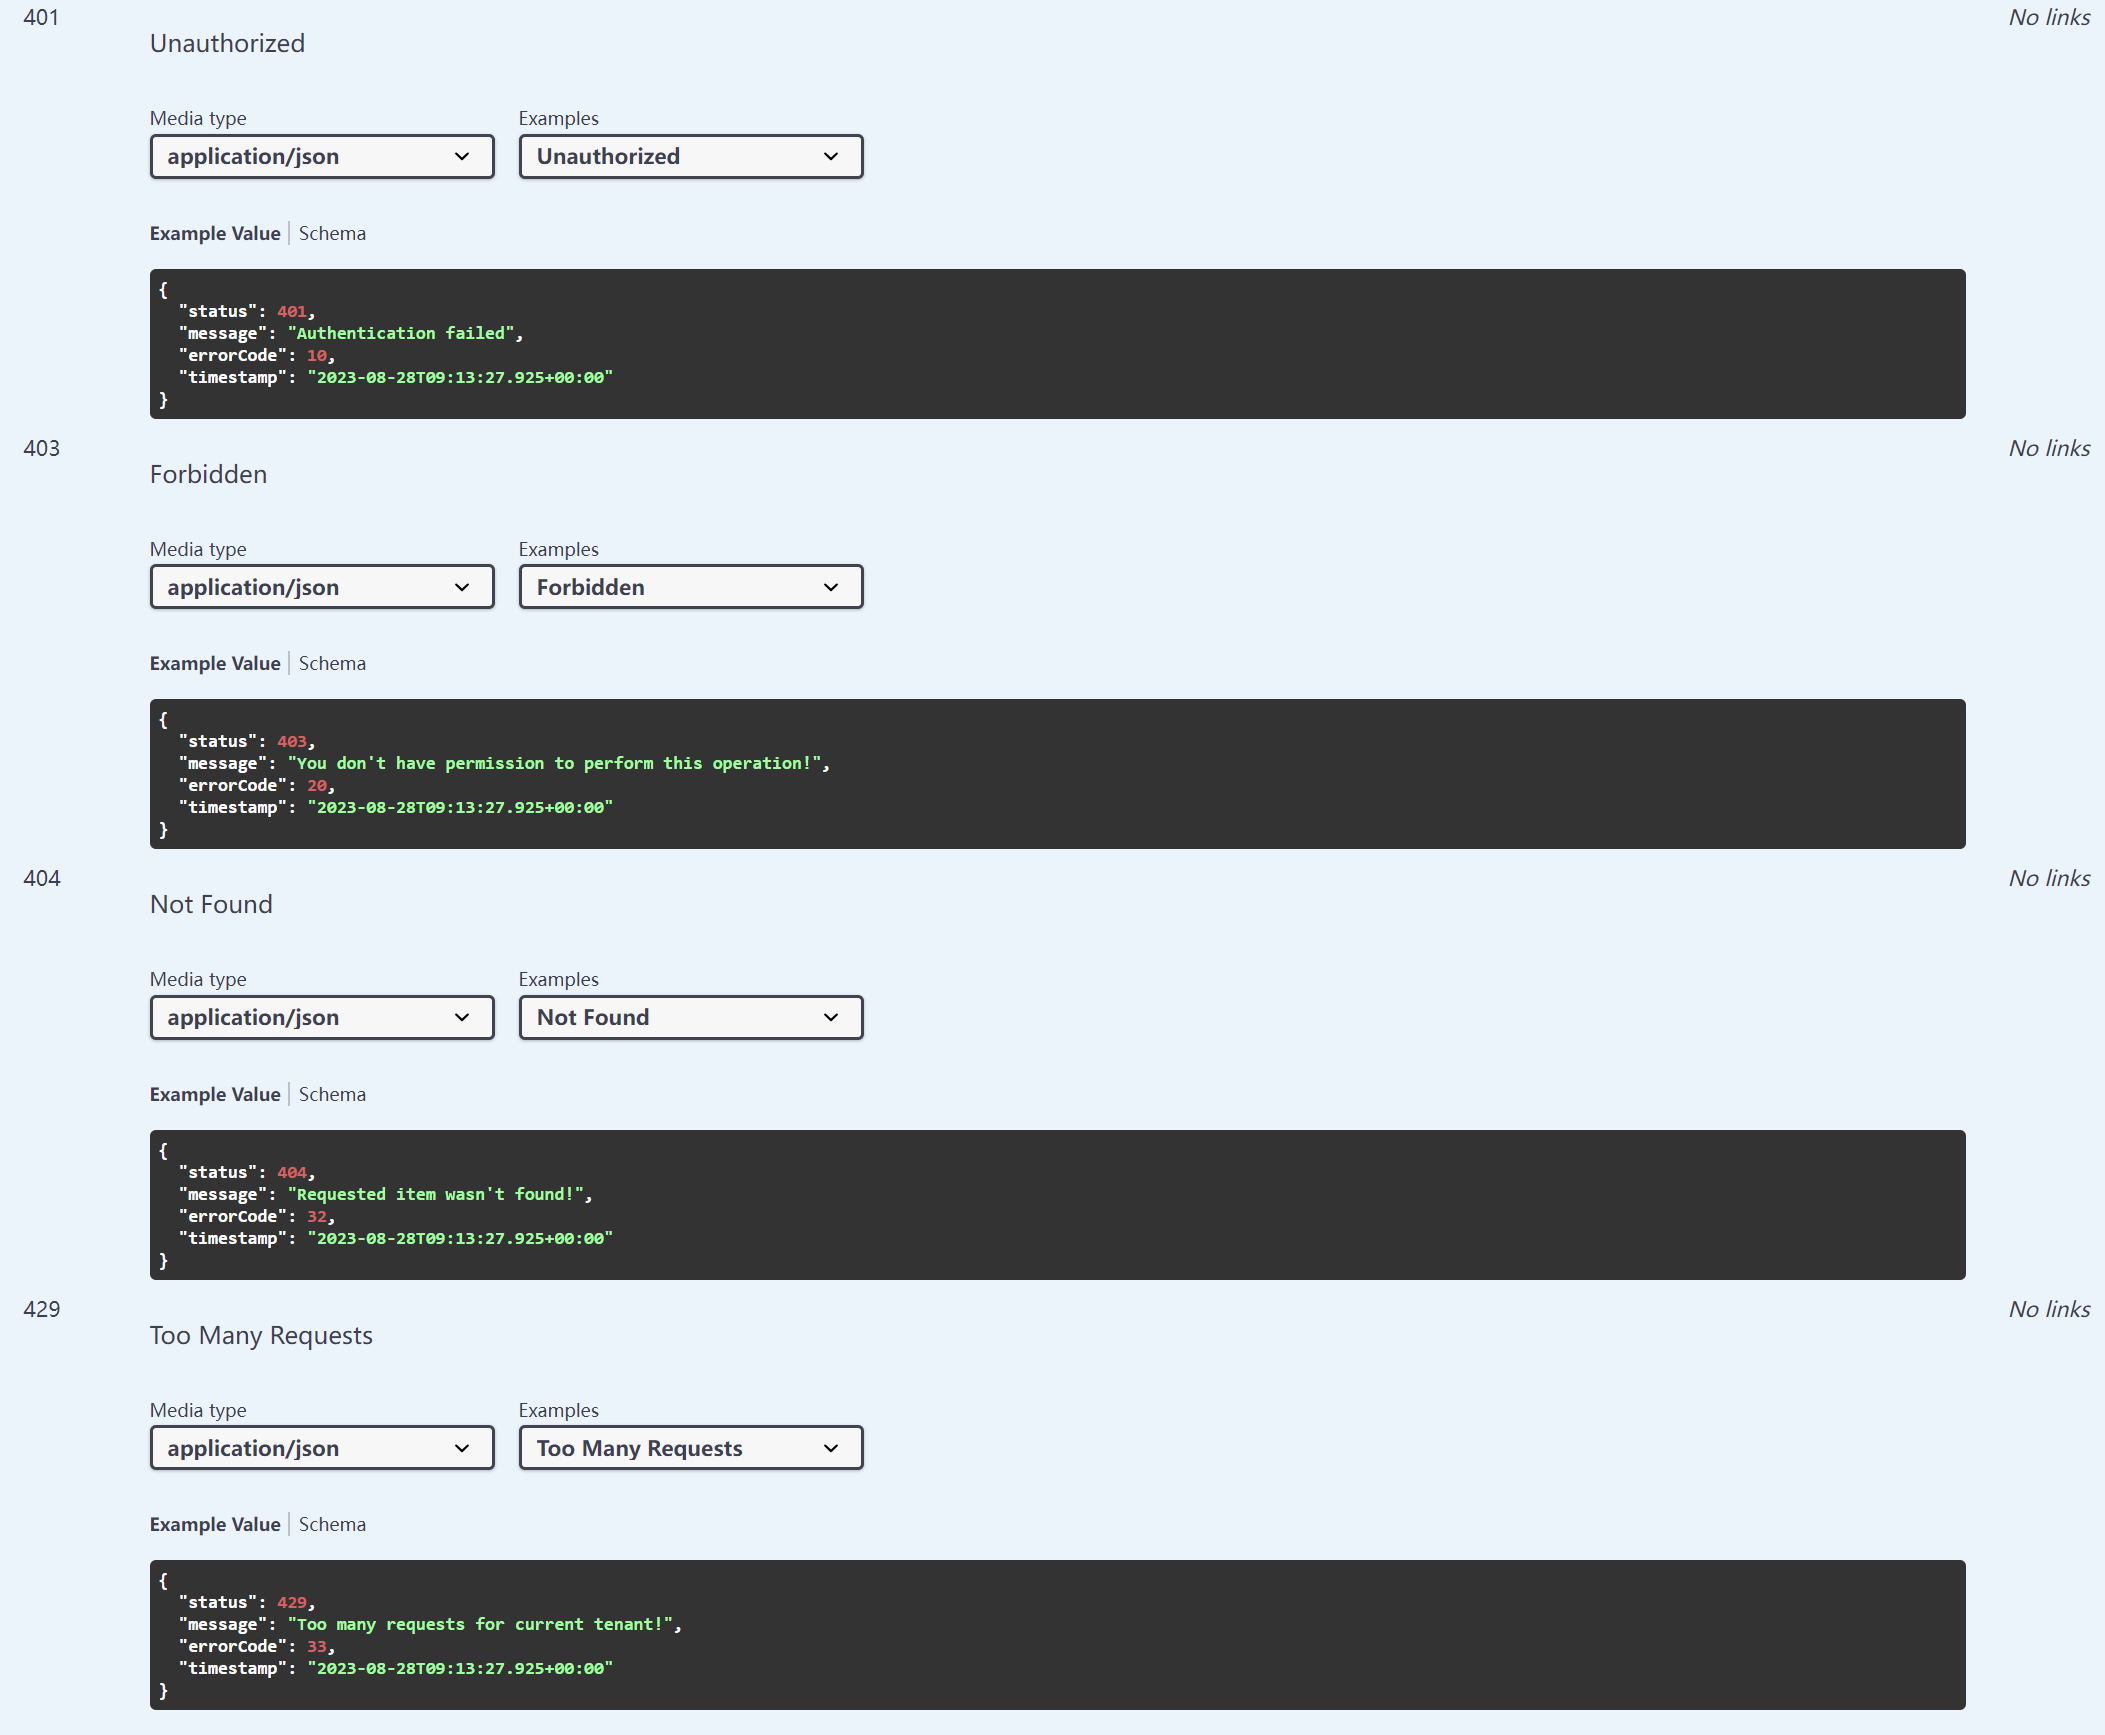 401
No links
Unauthorized
Media type
Examples
application/json
Unauthorized
Example Value
Schema
{
"status": 401,
"message": "Authentication failed",
"errorCode": 10,
"timestamp": "2023-08-28T09:13:27.925+00:00"
}
403
No links
Forbidden
Media type
Examples
application/json
Forbidden
Example Value
Schema
{
"status": 403,
"message": "You don't have permission to perform this operation!",
"errorCode": 20,
"timestamp": "2023-08-28T09:13:27.925+00:00"
}
404
No links
Not Found
Media type
Examples
application/json
Not Found
Example Value
Schema
{
"status": 404,
"message": "Requested item wasn't found!",
"errorCode": 32,
"timestamp": "2023-08-28T09:13:27.925+00:00"
}
429
No links
Too Many Requests
Media type
Examples
application/json
Too Many Requests
Example Value
Schema
{
"status": 429,
"message": "Too many requests for current tenant!",
"errorCode": 33,
"timestamp": "2023-08-28T09:13:27.925+00:00"
}